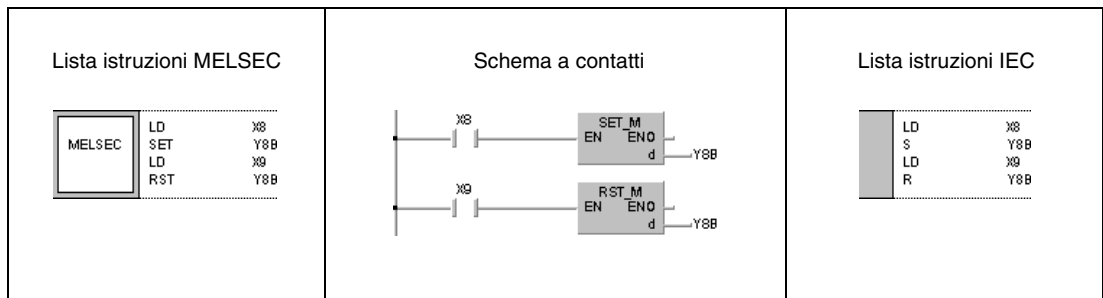 Lista istruzioni MELSEC
MELSEC
LD X8
SET Y8B
LD X9
RST Y8B
Schema a contatti
X8
SET_M
EN ENO
d Y8B
X9
RST_M
EN ENO
d Y8B
Lista istruzioni IEC
LD X8
S Y8B
LD X9
R Y8B